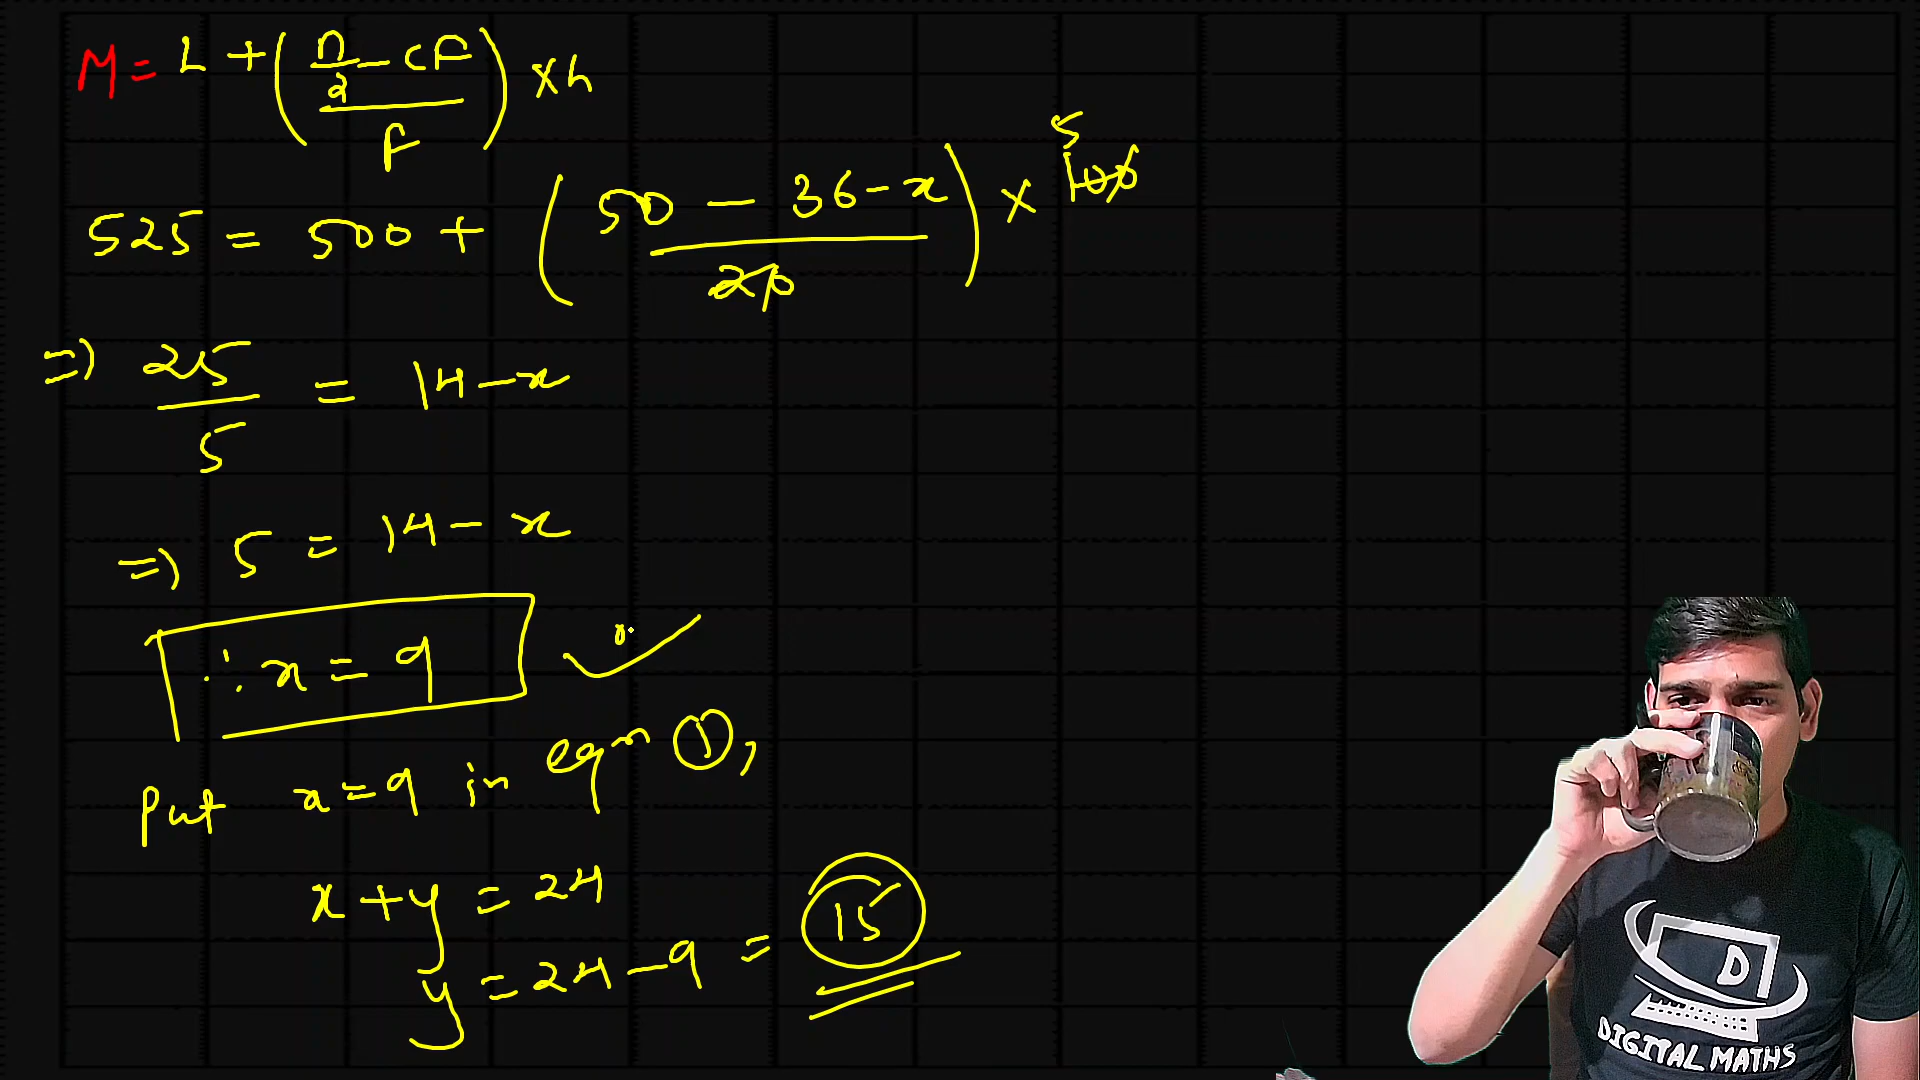 M = L + ( (n/2 - CF) / f ) × h
525 = 500 + ( (50 - 36 - x) / 20 ) × 100 5
=) 25/5 = 14 - x
=) 5 = 14 - x
∴ x = 9
Put x = 9 in eqn ①,
x + y = 24
y = 24 - 9 = 15
D
DIGITAL MATHS